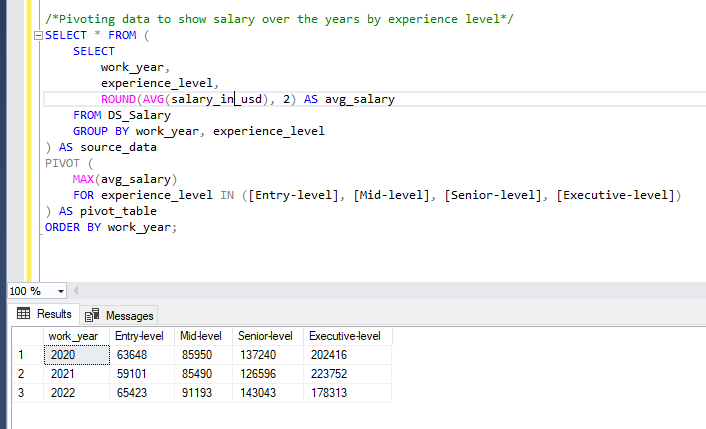 /*Pivoting data to show salary over the years by experience level*/
SELECT * FROM (
SELECT
work_year,
experience_level,
ROUND(AVG(salary_in_usd), 2) AS avg_salary
FROM DS_Salary
GROUP BY work_year, experience_level
) AS source_data
PIVOT (
MAX(avg_salary)
FOR experience_level IN ([Entry-level], [Mid-level], [Senior-level], [Executive-level])
) AS pivot_table
ORDER BY work_year;
100 %
Results Messages
work_year Entry-level Mid-level Senior-level Executive-level
1 2020 63648 85950 137240 202416
2 2021 59101 85490 126596 223752
3 2022 65423 91193 143043 178313